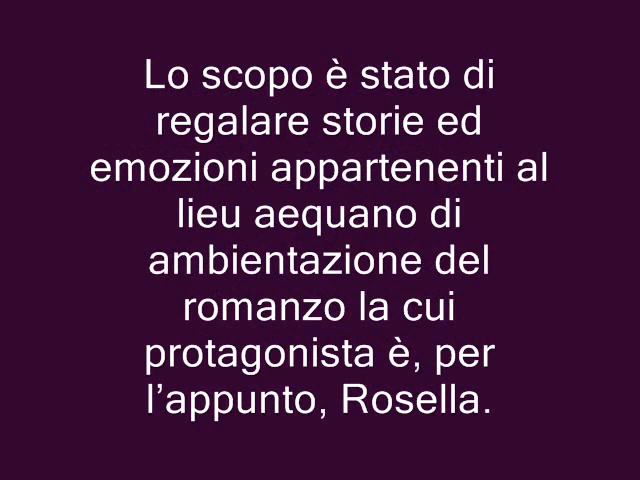 Lo scopo è stato di
regalare storie ed
emozioni appartenenti al
lieu aequano di
ambientazione del
romanzo la cui
protagonista è, per
l’appunto, Rosella.